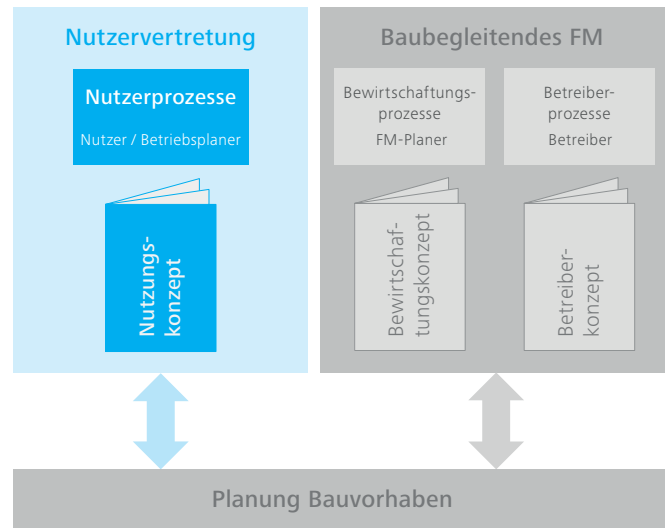 Nutzervertretung
Nutzerprozesse
Nutzer / Betriebsplaner
Nutzungs-
konzept
Baubegleitendes FM
Bewirtschaftungs-
prozesse
FM-Planer
Betreiber-
prozesse
Betreiber
Bewirtschaf-
tungskonzept
Betreiber-
konzept
Planung Bauvorhaben